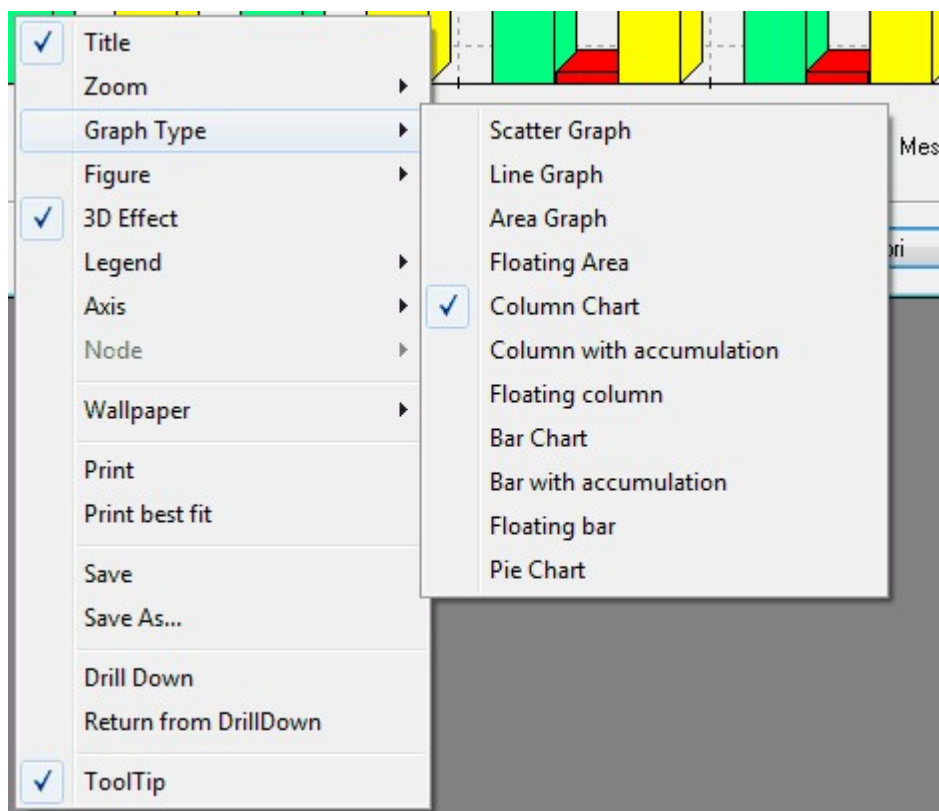 Title
Zoom
Graph Type
Figure
3D Effect
Legend
Axis
Node
Wallpaper
Print
Print best fit
Save
Save As...
Drill Down
Return from DrillDown
ToolTip
Scatter Graph
Line Graph
Area Graph
Floating Area
Column Chart
Column with accumulation
Floating column
Bar Chart
Bar with accumulation
Floating bar
Pie Chart
Mes